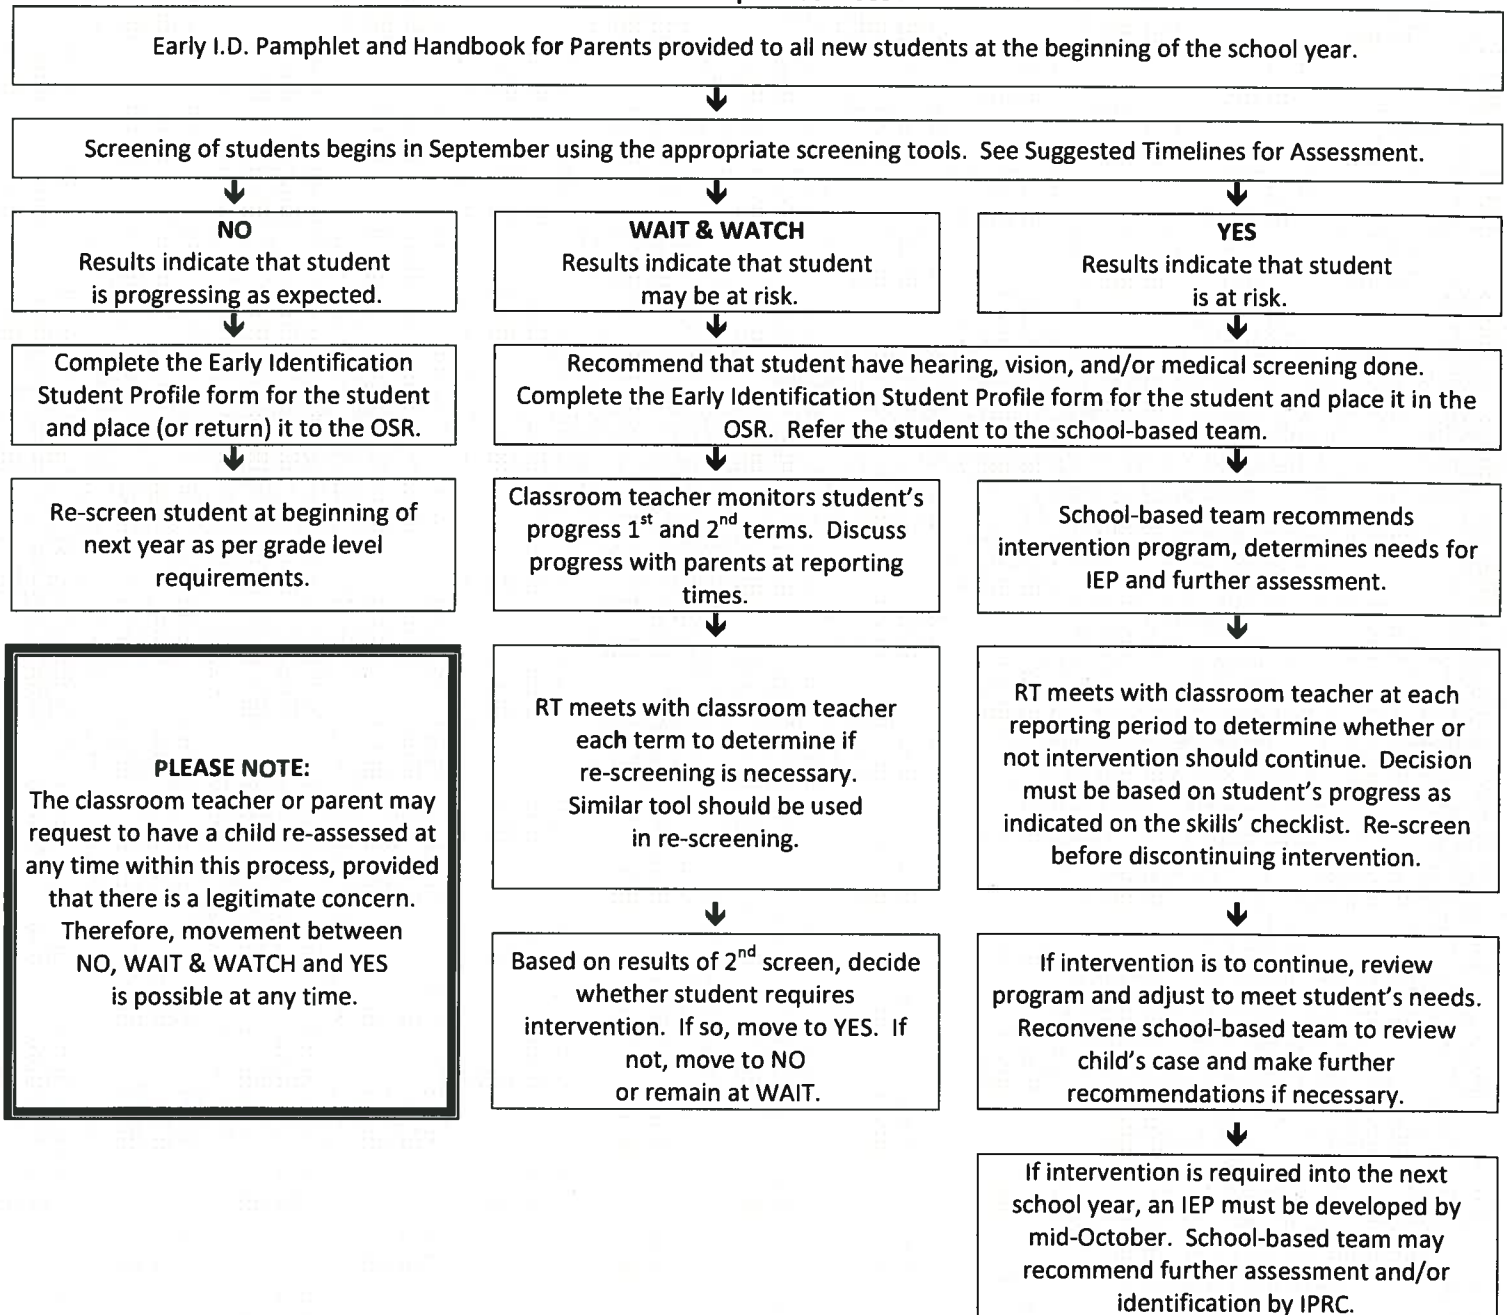 Early I.D. Pamphlet and Handbook for Parents provided to all new students at the beginning of the school year.
Screening of students begins in September using the appropriate screening tools. See Suggested Timelines for Assessment.
NO
Results indicate that student
is progressing as expected.
WAIT & WATCH
Results indicate that student
may be at risk.
YES
Results indicate that student
is at risk.
Complete the Early Identification
Student Profile form for the student
and place (or return) it to the OSR.
Recommend that student have hearing, vision, and/or medical screening done.
Complete the Early Identification Student Profile form for the student and place it in the
OSR. Refer the student to the school-based team.
Re-screen student at beginning of
next year as per grade level
requirements.
Classroom teacher monitors student's
progress 1st and 2nd terms. Discuss
progress with parents at reporting
times.
School-based team recommends
intervention program, determines needs for
IEP and further assessment.
PLEASE NOTE:
The classroom teacher or parent may
request to have a child re-assessed at
any time within this process, provided
that there is a legitimate concern.
Therefore, movement between
NO, WAIT & WATCH and YES
is possible at any time.
RT meets with classroom teacher
each term to determine if
re-screening is necessary.
Similar tool should be used
in re-screening.
RT meets with classroom teacher at each
reporting period to determine whether or
not intervention should continue. Decision
must be based on student's progress as
indicated on the skills' checklist. Re-screen
before discontinuing intervention.
Based on results of 2nd screen, decide
whether student requires
intervention. If so, move to YES. If
not, move to NO
or remain at WAIT.
If intervention is to continue, review
program and adjust to meet student's needs.
Reconvene school-based team to review
child's case and make further
recommendations if necessary.
If intervention is required into the next
school year, an IEP must be developed by
mid-October. School-based team may
recommend further assessment and/or
identification by IPRC.